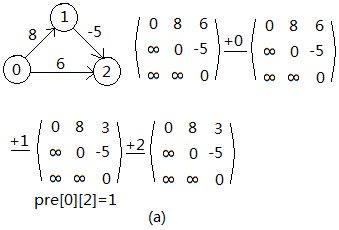 1
8
-5
0
6
2
0 8 6
∞ 0 -5
∞ ∞ 0
+0
0 8 6
∞ 0 -5
∞ ∞ 0
+1
0 8 3
∞ 0 -5
∞ ∞ 0
+2
0 8 3
∞ 0 -5
∞ ∞ 0
pre[0][2]=1
(a)